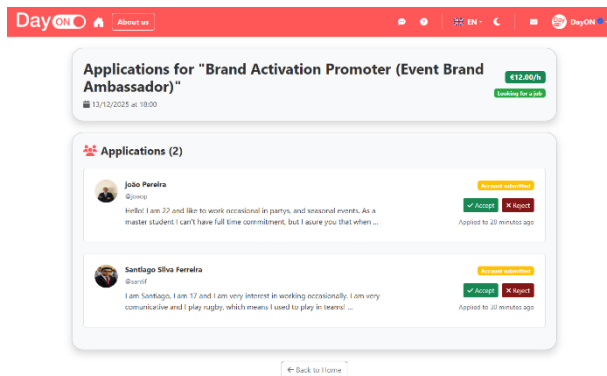 Day ON
About us
EN
DayON
Applications for "Brand Activation Promoter (Event Brand
Ambassador)"
€12.00/h
Looking for a job
13/12/2025 at 18:00
Applications (2)
João Pereira
Account submitted
Accept
Reject
Hello! I am 22 and like to work occasional in partys, and seasonal events. As a
master student I can't have full time commitment, but I asure you that when ...
Applied to 20 minutes ago
Santiago Silva Ferreira
Account submitted
@santif
Accept
Reject
I am Santiago, I am 17 and I am very interest in working occasionally. I am very
comunicative and I play rugby, which means I used to play in teams! ...
Applied to 30 minutes ago
← Back to Home